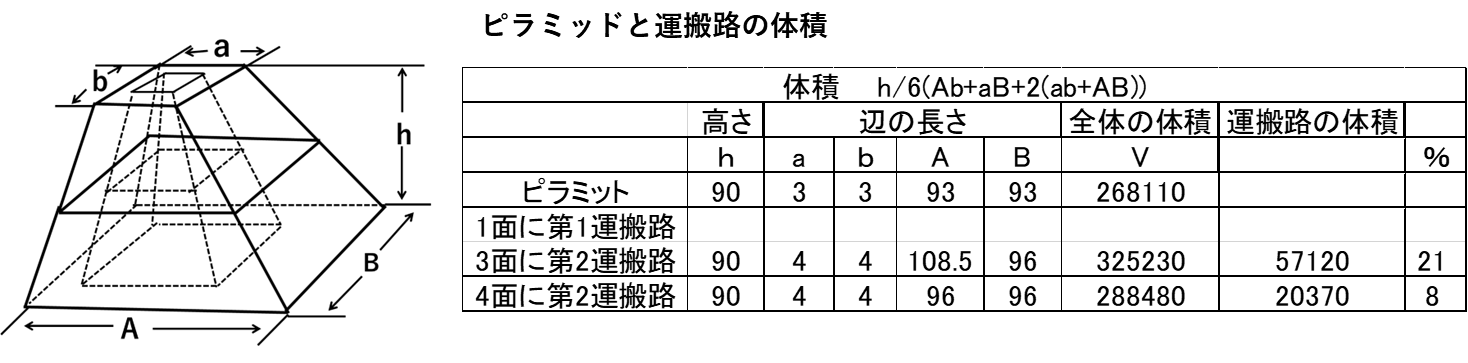 ピラミッドと運搬路の体積
a
b
h
B
A
体積 h/6(Ab+aB+2(ab+AB))
高さ 辺の長さ 全体の体積 運搬路の体積
h a b A B V %
ピラミット 90 3 3 93 93 268110
1面に第1運搬路
3面に第2運搬路 90 4 4 108.5 96 325230 57120 21
4面に第2運搬路 90 4 4 96 96 288480 20370 8